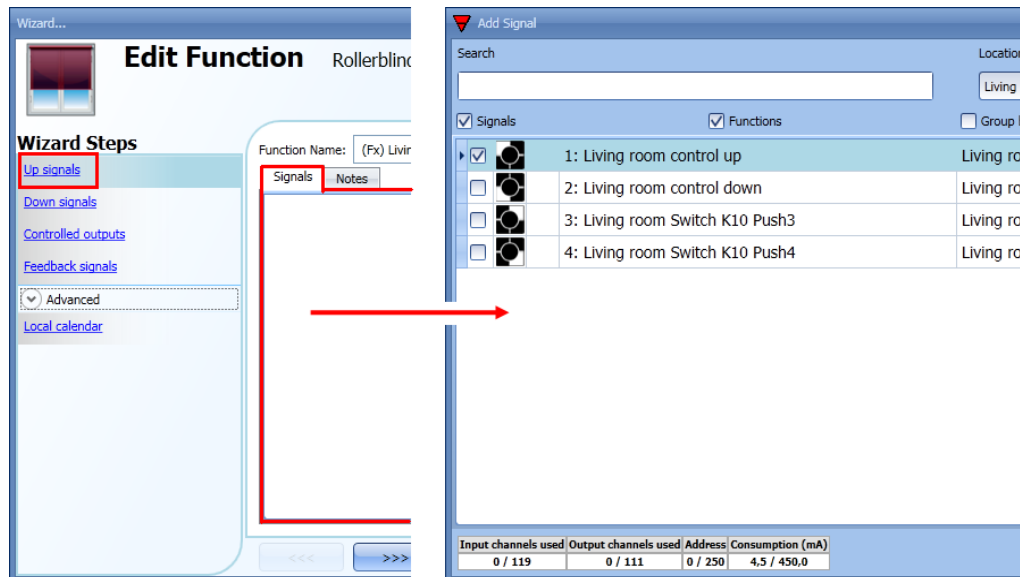 Wizard...
Edit Function Rollerblind
Wizard Steps
Up signals
Down signals
Controlled outputs
Feedback signals
Advanced
Local calendar
Function Name: (Fx) Livin
Signals Notes
<<< >>>
Add Signal
Search Location
Living
Signals Functions Group
1: Living room control up Living ro
2: Living room control down Living ro
3: Living room Switch K10 Push3 Living ro
4: Living room Switch K10 Push4 Living ro
Input channels used Output channels used Address Consumption (mA)
0 / 119 0 / 111 0 / 250 4,5 / 450,0